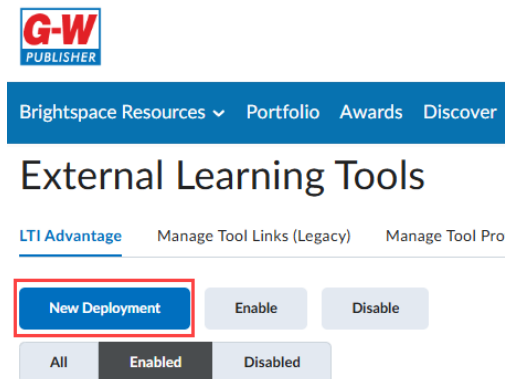 G-W
PUBLISHER
Brightspace Resources Portfolio Awards Discover
External Learning Tools
LTI Advantage Manage Tool Links (Legacy) Manage Tool Pro
New Deployment Enable Disable
All Enabled Disabled